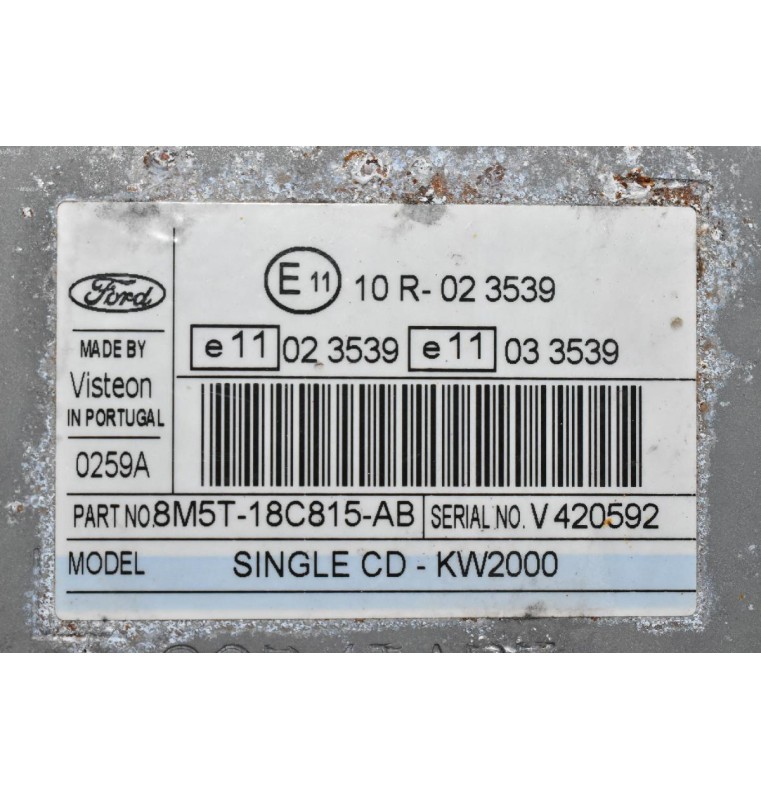 Ford
MADE BY
Visteon
IN PORTUGAL
0259A
E 11 10 R- 02 3539
e11 02 3539 e11 03 3539
PART NO. 8M5T-18C815-AB SERIAL NO. V 420592
MODEL SINGLE CD - KW2000